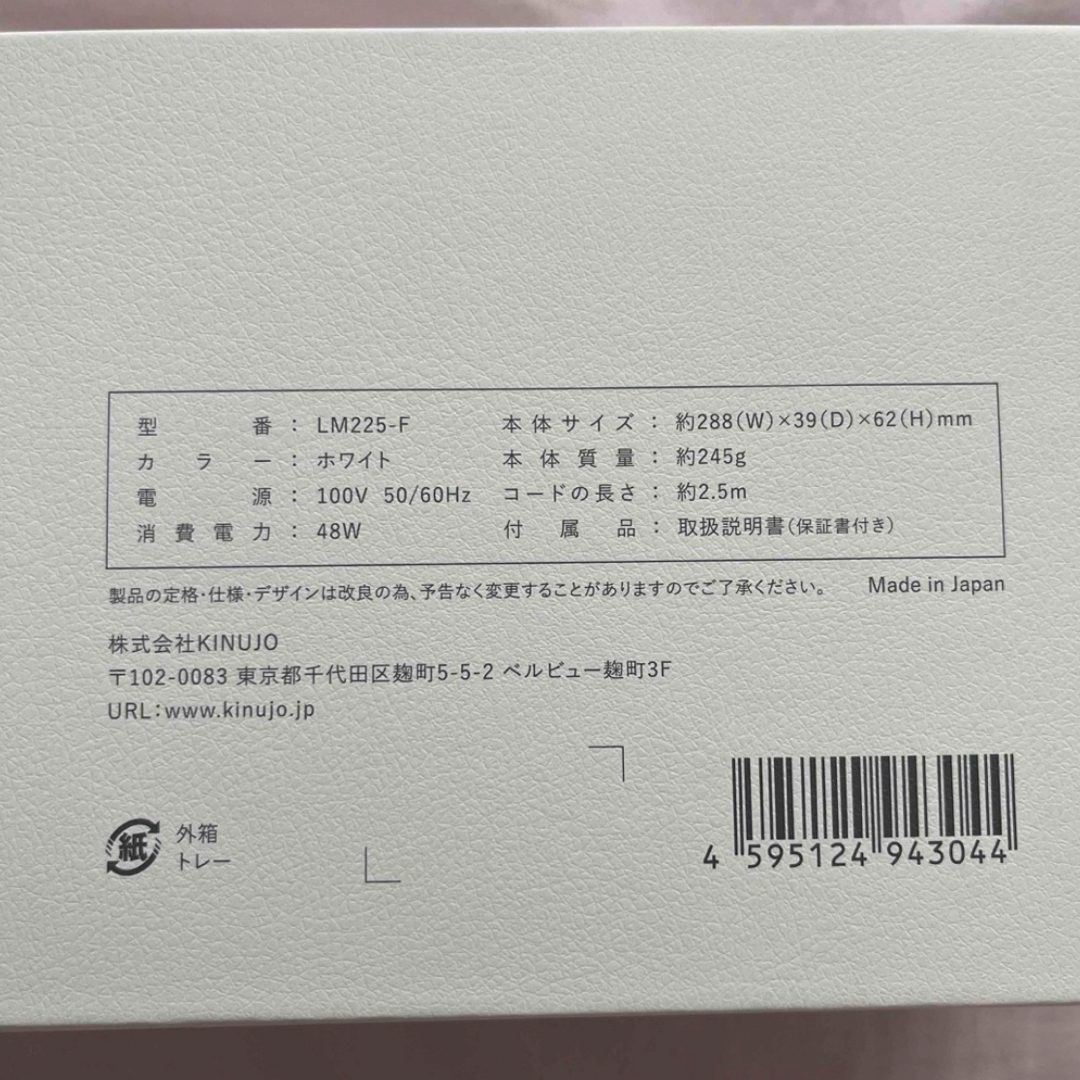 型番：LM225-F 本体サイズ：約288(W)×39(D)×62(H)mm
カラー：ホワイト 本体質量：約245g
電源：100V 50/60Hz コードの長さ：約2.5m
消費電力：48W 付属品：取扱説明書(保証書付き)
製品の定格・仕様・デザインは改良の為、予告なく変更することがありますのでご了承ください。 Made in Japan
株式会社KINUJO
〒102-0083 東京都千代田区麹町5-5-2 ベルビュー麹町3F
URL:www.kinujo.jp
紙 外箱
トレー
4 595124 943044